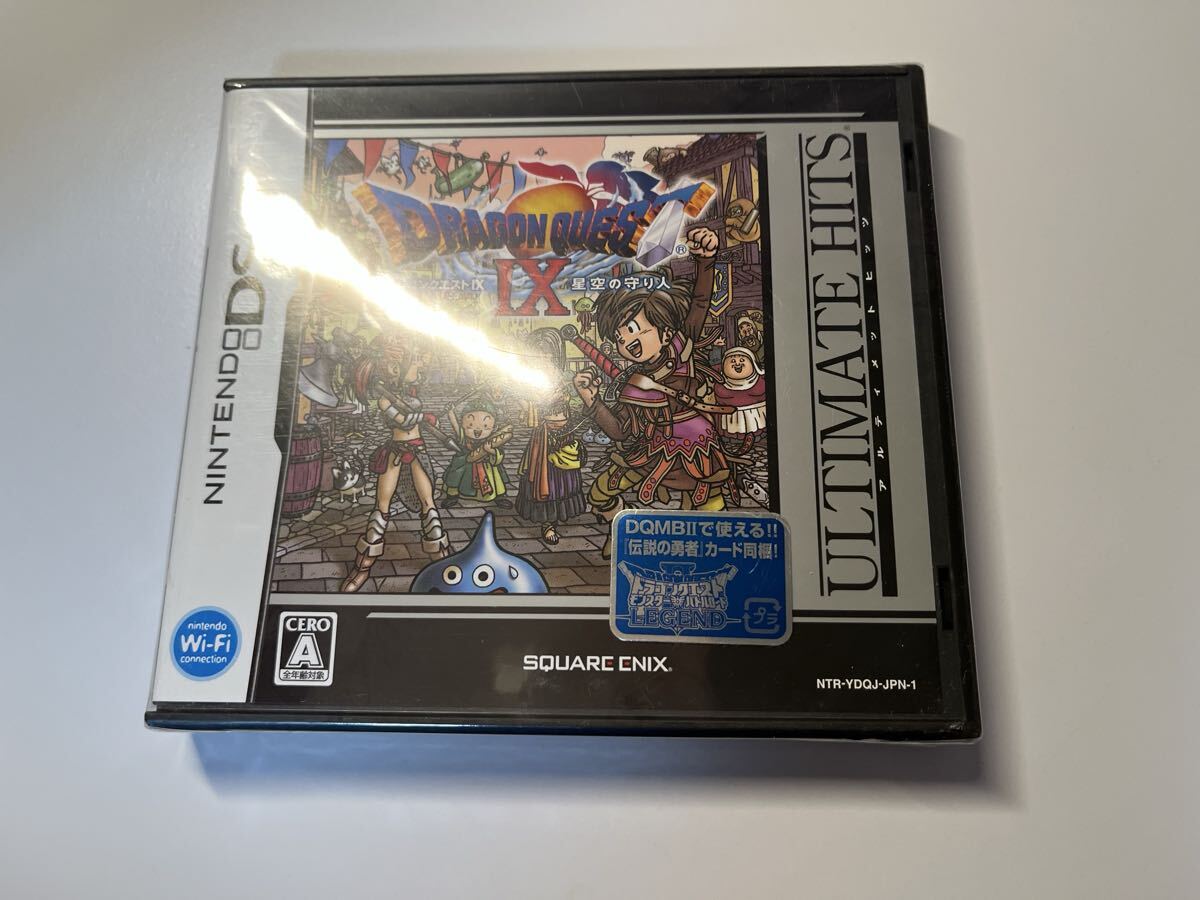 NINTENDO DS
DRAGON QUEST
®
ンクエストIX
IX
星空の守り人
ULTIMATE HITS®
アルティメットヒッツ
DQMBⅡで使える!!
『伝説の勇者』カード同梱!
II
ドラゴンクエスト
モンスターバトルロード
LEGEND
プラ
nintendo
Wi-Fi
connection
CERO
A
全年齢対象
SQUARE ENIX®
NTR-YDQJ-JPN-1